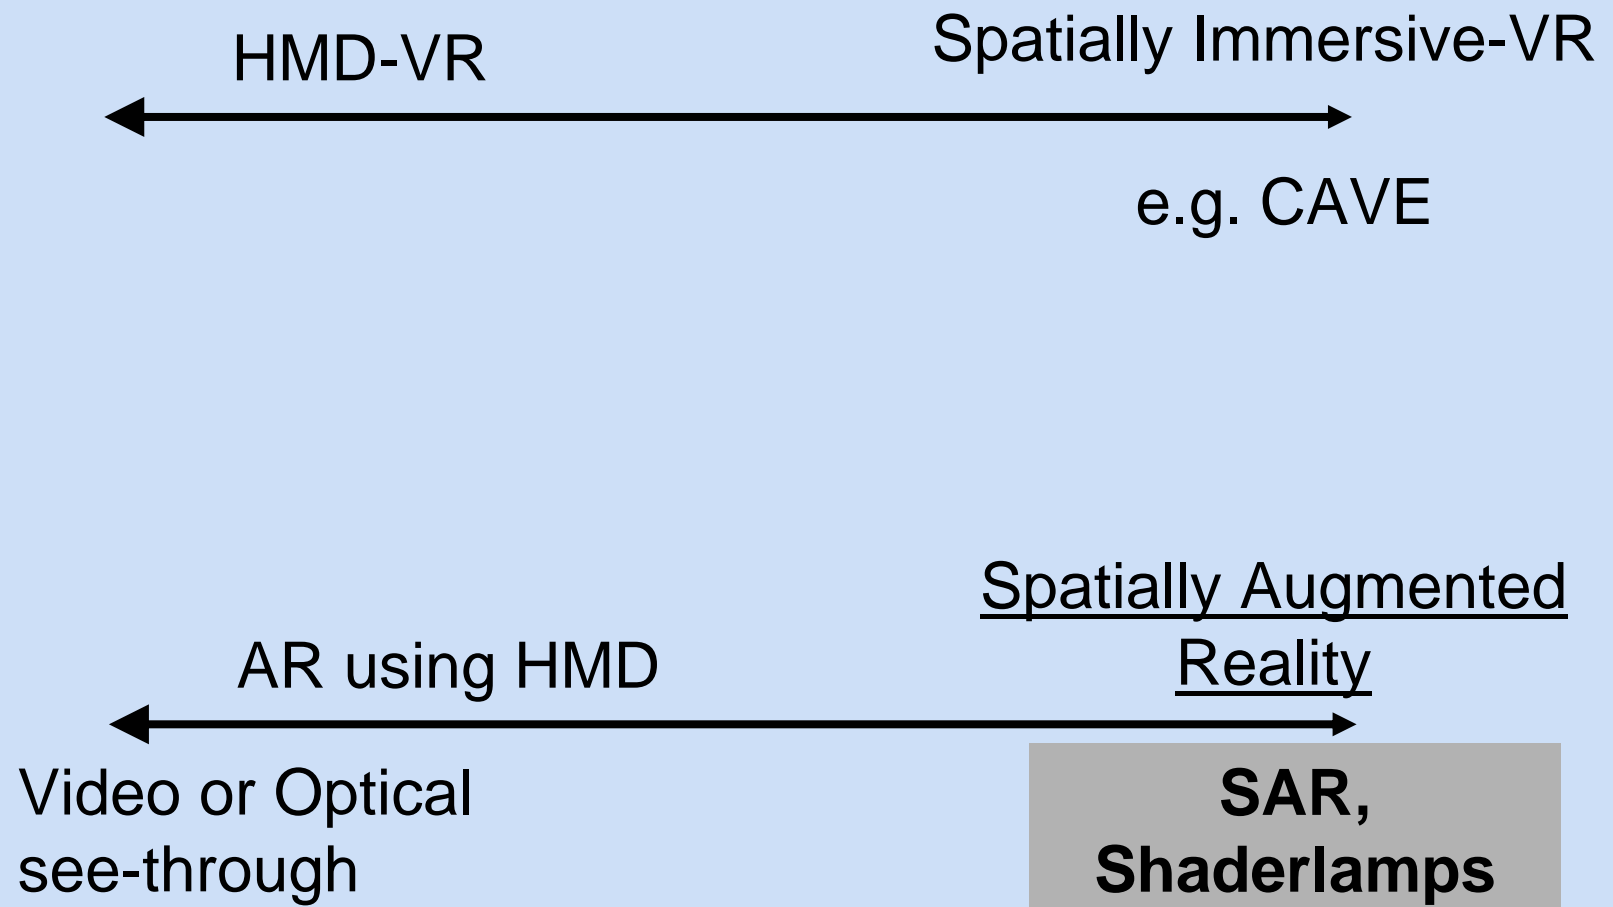 HMD-VR
Spatially Immersive-VR
e.g. CAVE
Spatially Augmented
Reality
AR using HMD
Video or Optical
see-through
SAR,
Shaderlamps